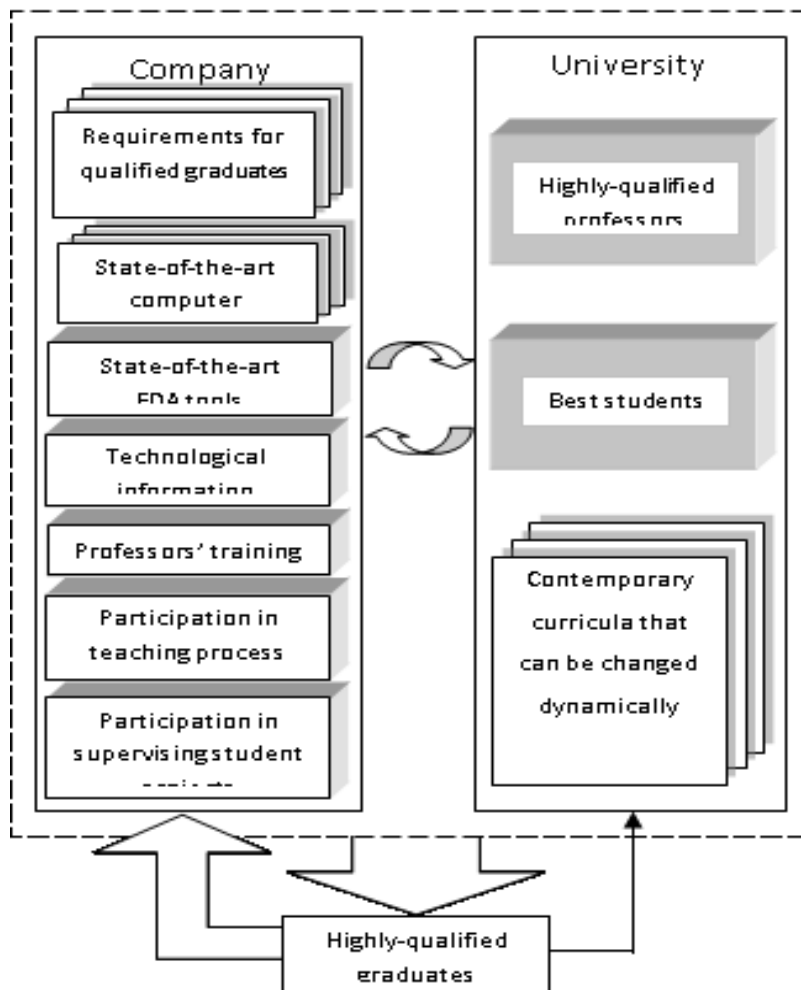 Company
Requirements for
qualified graduates
State-of-the-art
computer
State-of-the-art
EDA tools
Technological
information
Professors' training
Participation in
teaching process
Participation in
supervising student
University
Highly-qualified
professors
Best students
Contemporary
curricula that
can be changed
dynamically
Highly-qualified
graduates